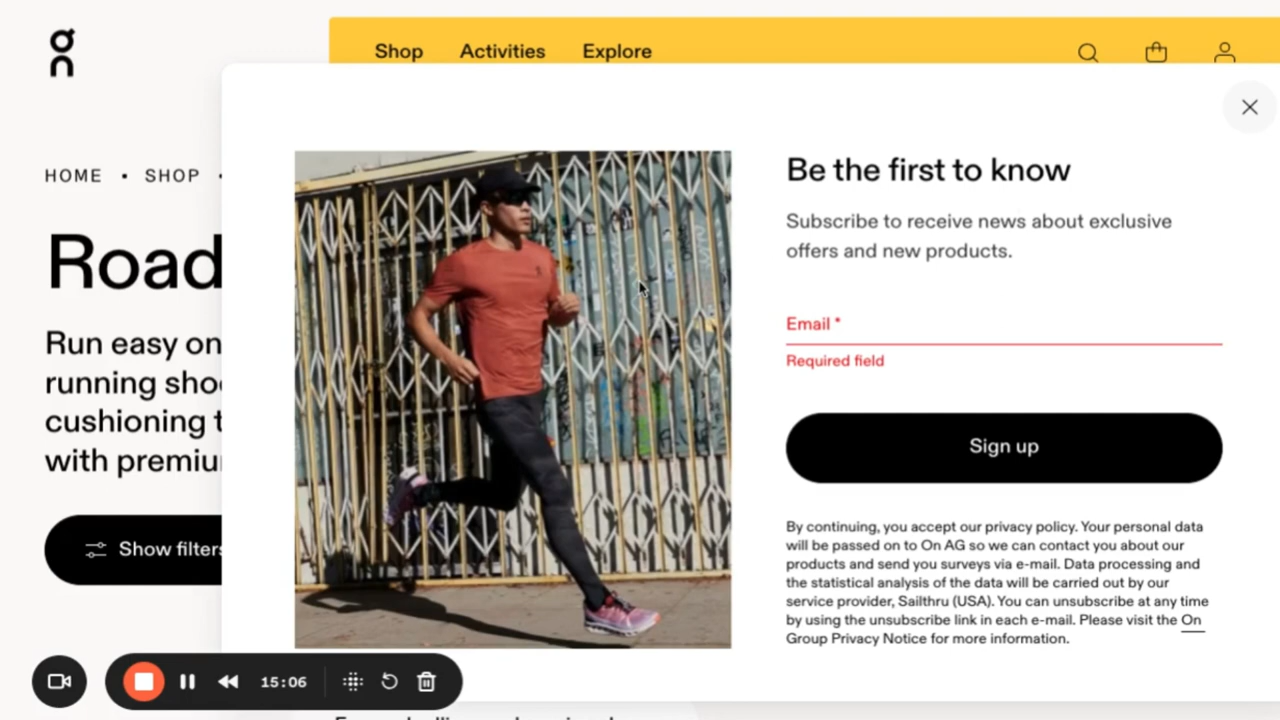 on
Shop Activities Explore
HOME • SHOP •
Road
Run easy on
running sho
cushioning t
with premiu
Show filters
Be the first to know
Subscribe to receive news about exclusive
offers and new products.
Email *
Required field
Sign up
By continuing, you accept our privacy policy. Your personal data
will be passed on to On AG so we can contact you about our
products and send you surveys via e-mail. Data processing and
the statistical analysis of the data will be carried out by our
service provider, Sailthru (USA). You can unsubscribe at any time
by using the unsubscribe link in each e-mail. Please visit the On
Group Privacy Notice for more information.
15:06